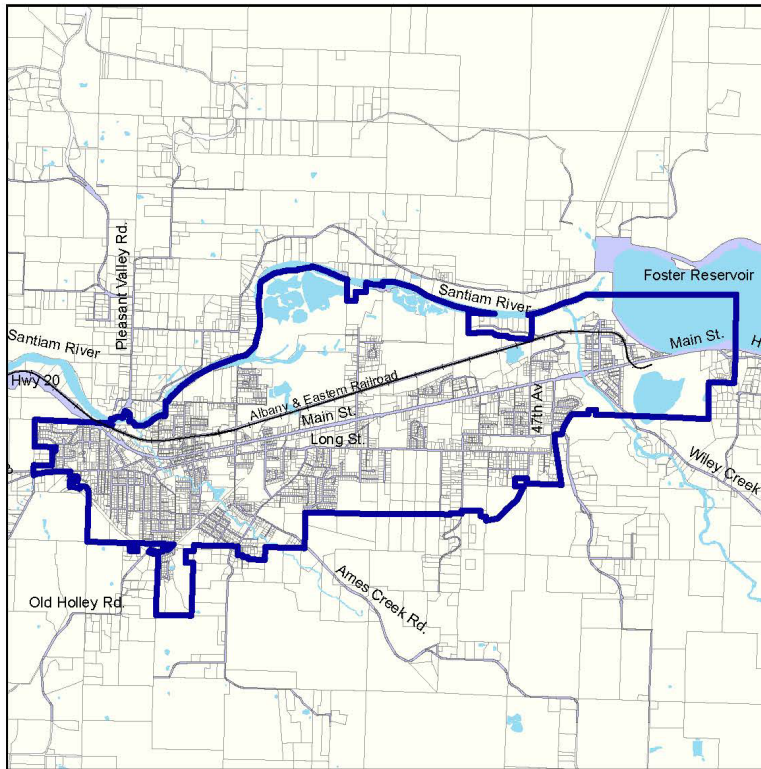 Foster Reservoir
Pleasant Valley Rd.
Santiam River
Santiam River
Main St.
H
Hwy 20
Albany & Eastern Railroad
Main St.
47th Av
Long St.
Wiley Creek
Ames Creek Rd.
Old Holley Rd.